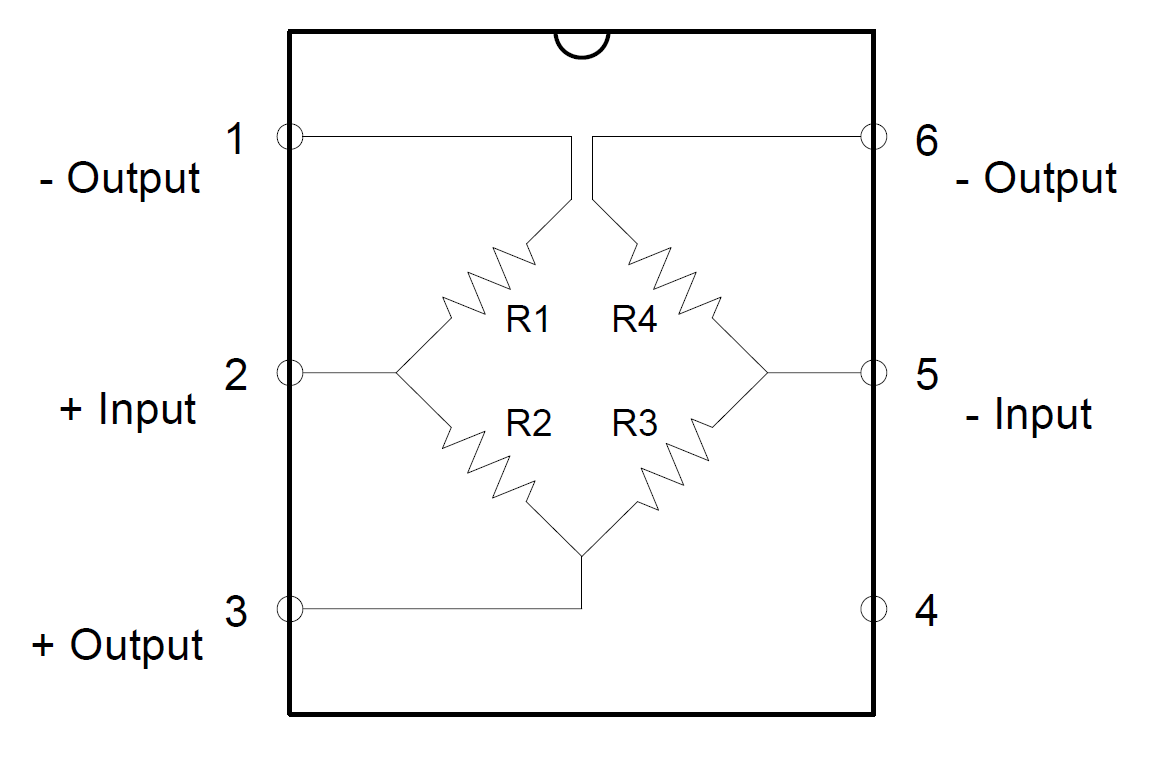 1
6
- Output
- Output
R1
R4
2
5
+ Input
- Input
R2
R3
3
4
+ Output